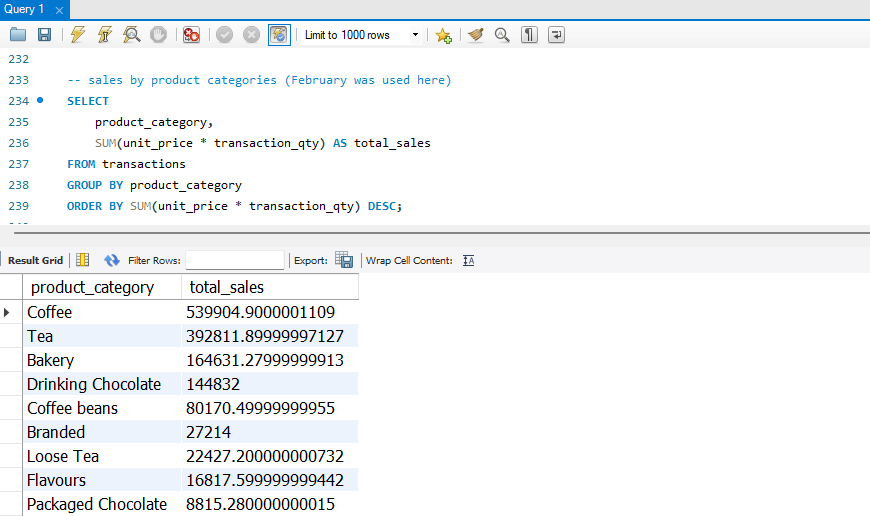 Query 1
Limit to 1000 rows
232
233 -- sales by product categories (February was used here)
234 SELECT
235 product_category,
236 SUM(unit_price * transaction_qty) AS total_sales
237 FROM transactions
238 GROUP BY product_category
239 ORDER BY SUM(unit_price * transaction_qty) DESC;
Result Grid Filter Rows: Export: Wrap Cell Content:
product_category total_sales
Coffee 539904.9000001109
Tea 392811.89999997127
Bakery 164631.27999999913
Drinking Chocolate 144832
Coffee beans 80170.49999999955
Branded 27214
Loose Tea 22427.200000000732
Flavours 16817.599999999442
Packaged Chocolate 8815.280000000015